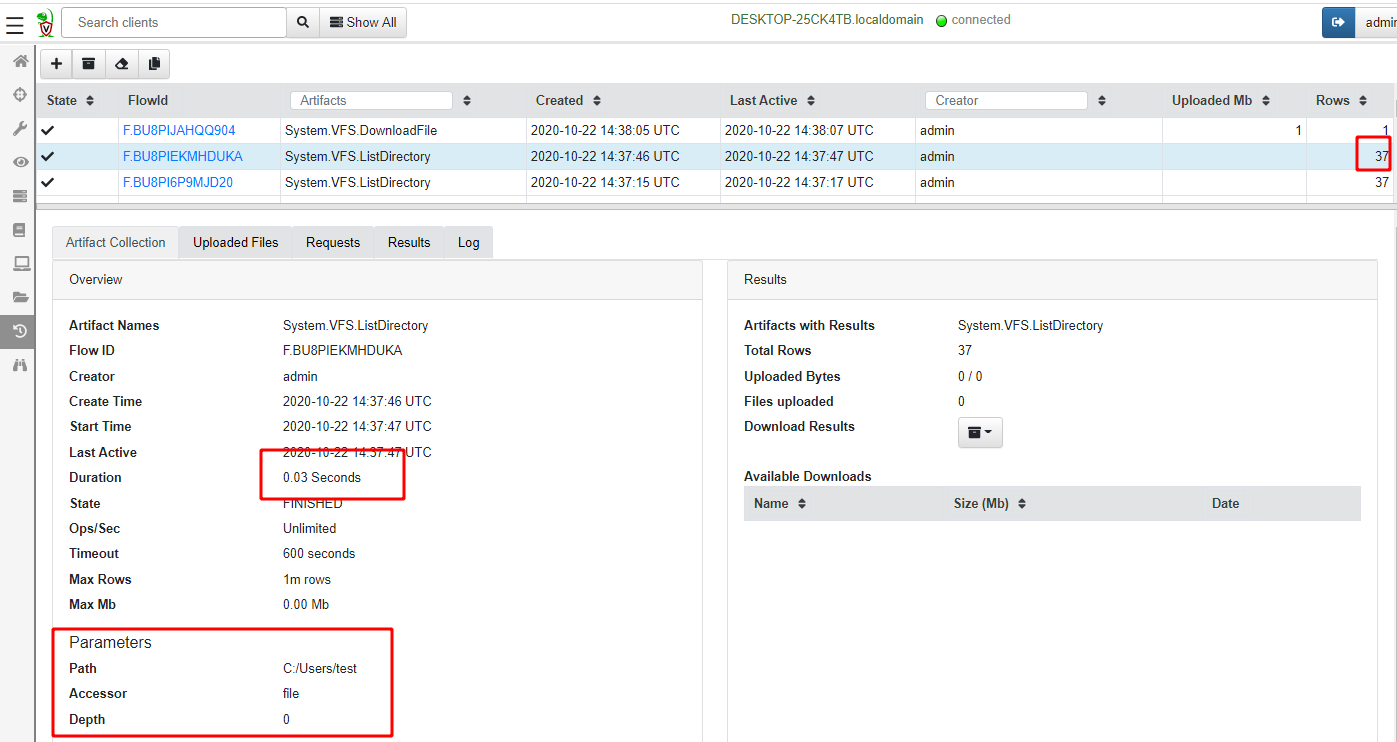 Search clients Show All DESKTOP-25CK4TB.localdomain connected
State FlowId Artifacts Created Last Active Creator Uploaded Mb Rows
F.BU8PIJAHQQ904 System.VFS.DownloadFile 2020-10-22 14:38:05 UTC 2020-10-22 14:38:07 UTC admin 1 1
F.BU8PIEKMHDUKA System.VFS.ListDirectory 2020-10-22 14:37:46 UTC 2020-10-22 14:37:47 UTC admin 37
F.BU8PI6P9MJD20 System.VFS.ListDirectory 2020-10-22 14:37:15 UTC 2020-10-22 14:37:17 UTC admin 37
Artifact Collection Uploaded Files Requests Results Log
Overview
Artifact Names System.VFS.ListDirectory
Flow ID F.BU8PIEKMHDUKA
Creator admin
Create Time 2020-10-22 14:37:46 UTC
Start Time 2020-10-22 14:37:47 UTC
Last Active 2020-10-22 14:37:47 UTC
Duration 0.03 Seconds
State FINISHED
Ops/Sec Unlimited
Timeout 600 seconds
Max Rows 1m rows
Max Mb 0.00 Mb
Parameters
Path C:/Users/test
Accessor file
Depth 0
Results
Artifacts with Results System.VFS.ListDirectory
Total Rows 37
Uploaded Bytes 0 / 0
Files uploaded 0
Download Results
Available Downloads
Name Size (Mb) Date